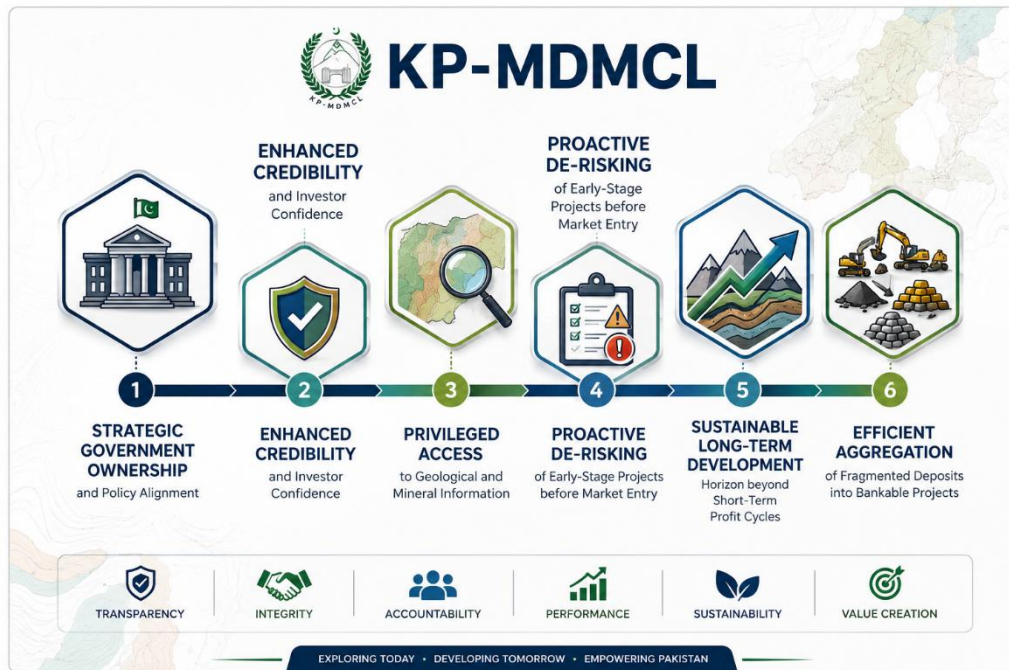 KP-MDMCL
KP-MDMCL
ENHANCED
CREDIBILITY
and Investor
Confidence
PROACTIVE
DE-RISKING
of Early-Stage
Projects before
Market Entry
1
2
3
4
5
6
STRATEGIC
GOVERNMENT
OWNERSHIP
and Policy Alignment
ENHANCED
CREDIBILITY
and Investor
Confidence
PRIVILEGED
ACCESS
to Geological and
Mineral Information
PROACTIVE
DE-RISKING
of Early-Stage Projects
before Market Entry
SUSTAINABLE
LONG-TERM
DEVELOPMENT
Horizon beyond
Short-Term
Profit Cycles
EFFICIENT
AGGREGATION
of Fragmented Deposits
into Bankable Projects
TRANSPARENCY
INTEGRITY
ACCOUNTABILITY
PERFORMANCE
SUSTAINABILITY
VALUE CREATION
EXPLORING TODAY • DEVELOPING TOMORROW • EMPOWERING PAKISTAN